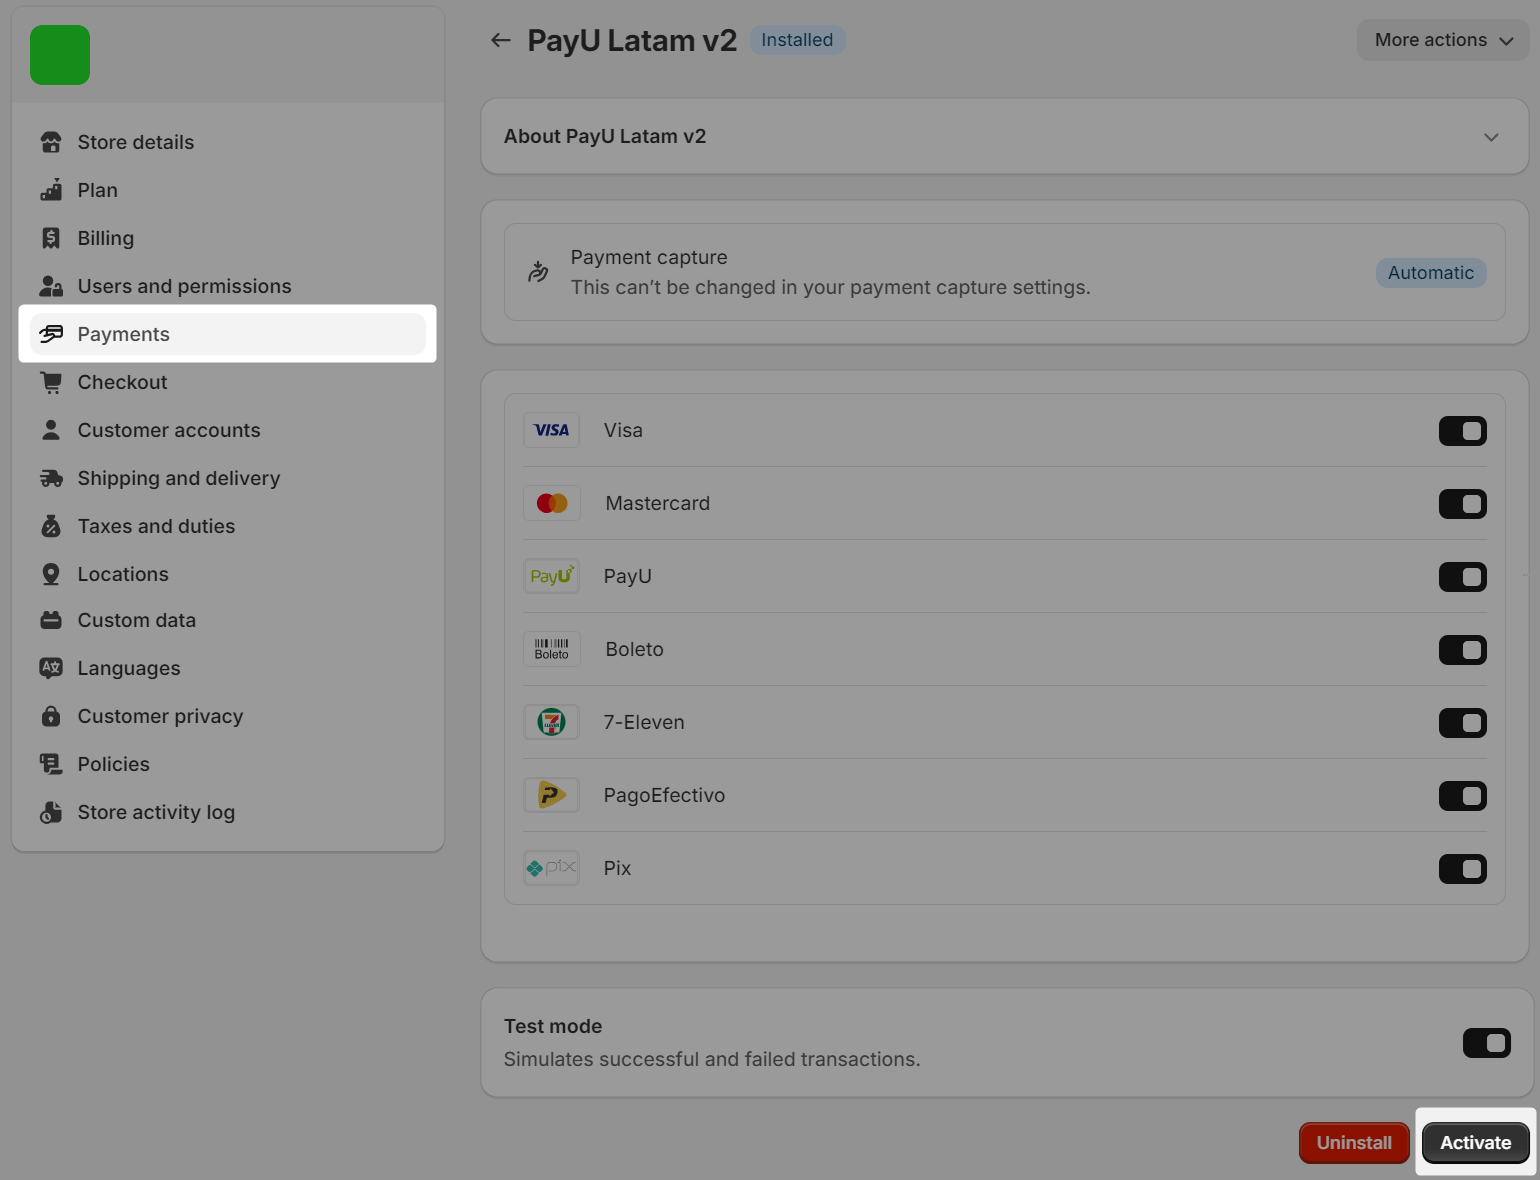 PayU Latam v2
Installed
More actions
Store details
Plan
Billing
Users and permissions
Payments
Checkout
Customer accounts
Shipping and delivery
Taxes and duties
Locations
Custom data
Languages
Customer privacy
Policies
Store activity log
About PayU Latam v2
Payment capture
This can’t be changed in your payment capture settings.
Automatic
VISA
Visa
Mastercard
PayU
PayU
Boleto
Boleto
7-Eleven
PagoEfectivo
pix
Pix
Test mode
Simulates successful and failed transactions.
Uninstall
Activate